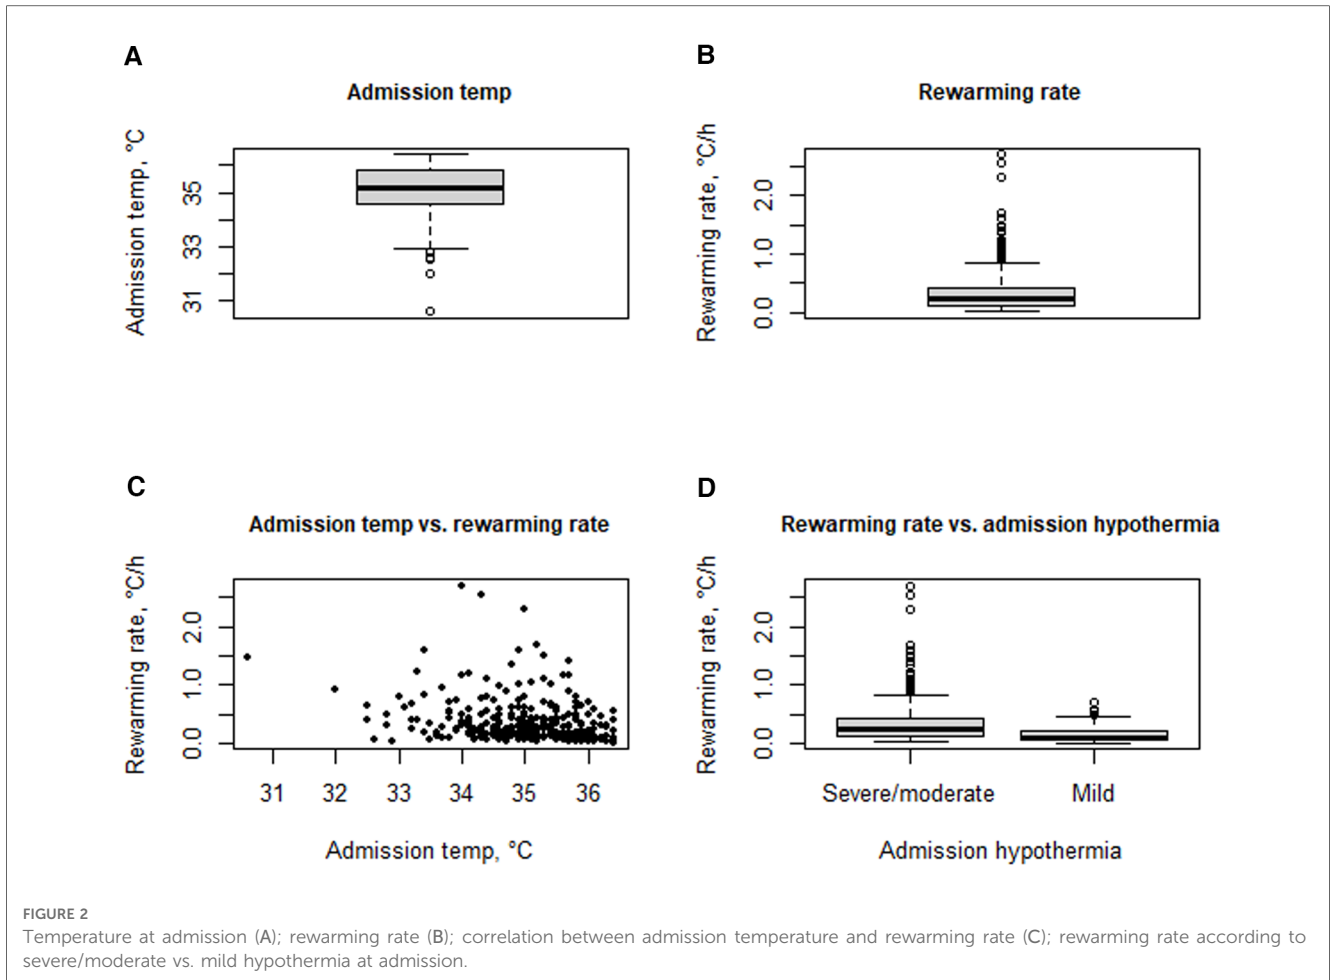 A
Admission temp
Admission temp, °C
35
33
31
B
Rewarming rate
Rewarming rate, °C/h
2.0
1.0
0.0
C
Admission temp vs. rewarming rate
Rewarming rate, °C/h
2.0
1.0
0.0
31 32 33 34 35 36
Admission temp, °C
D
Rewarming rate vs. admission hypothermia
Rewarming rate, °C/h
2.0
1.0
0.0
Severe/moderate Mild
Admission hypothermia
FIGURE 2
Temperature at admission (A); rewarming rate (B); correlation between admission temperature and rewarming rate (C); rewarming rate according to
severe/moderate vs. mild hypothermia at admission.